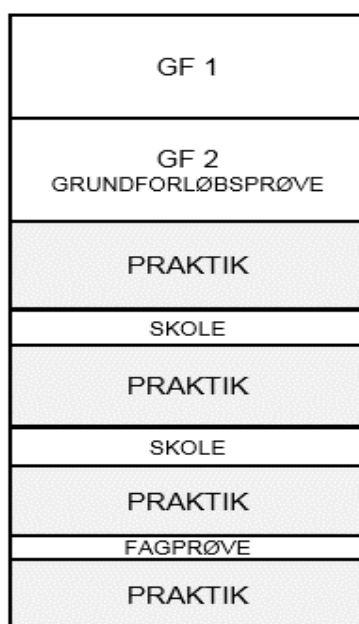 GF 1
GF 2
GRUNDFORLØBSPRØVE
PRAKTIK
SKOLE
PRAKTIK
SKOLE
PRAKTIK
FAGPRØVE
PRAKTIK